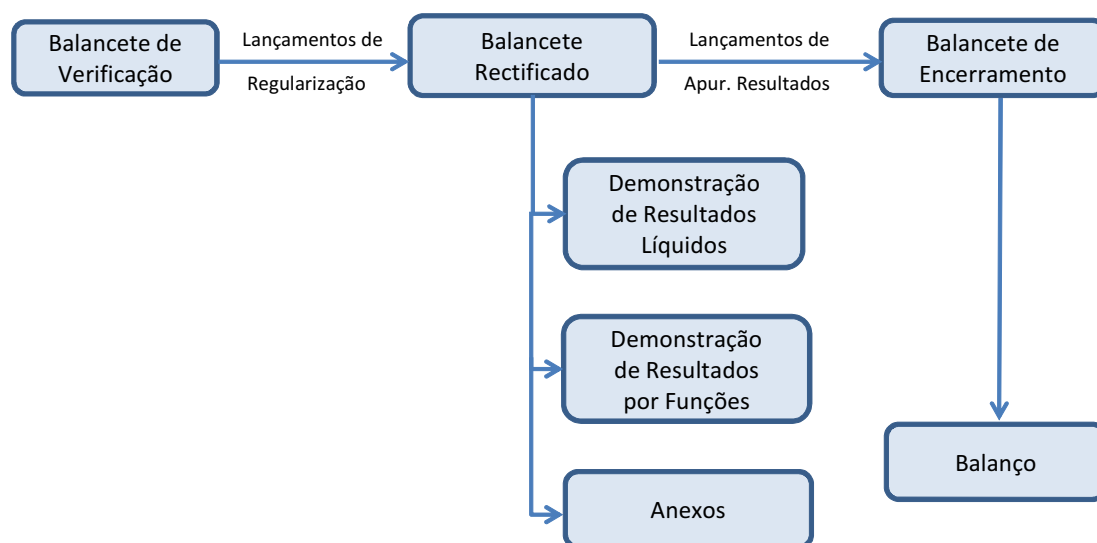 Balancete de
Verificação
Lançamentos de
Regularização
Balancete
Rectificado
Lançamentos de
Apur. Resultados
Balancete de
Encerramento
Demonstração
de Resultados
Líquidos
Demonstração
de Resultados
por Funções
Anexos
Balanço